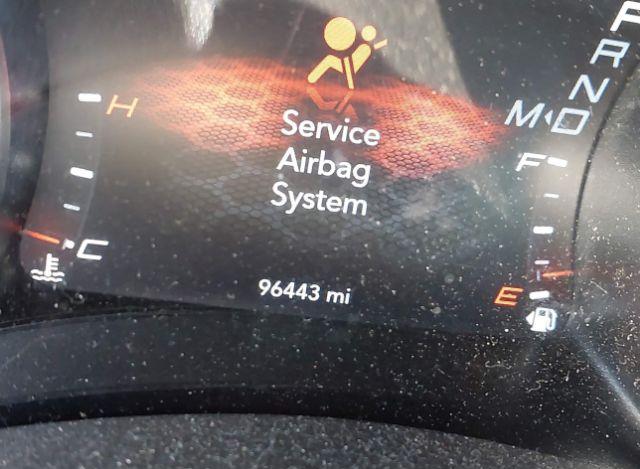 P
R
N
M D
H
F
Service
Airbag
System
C
96443 mi
E